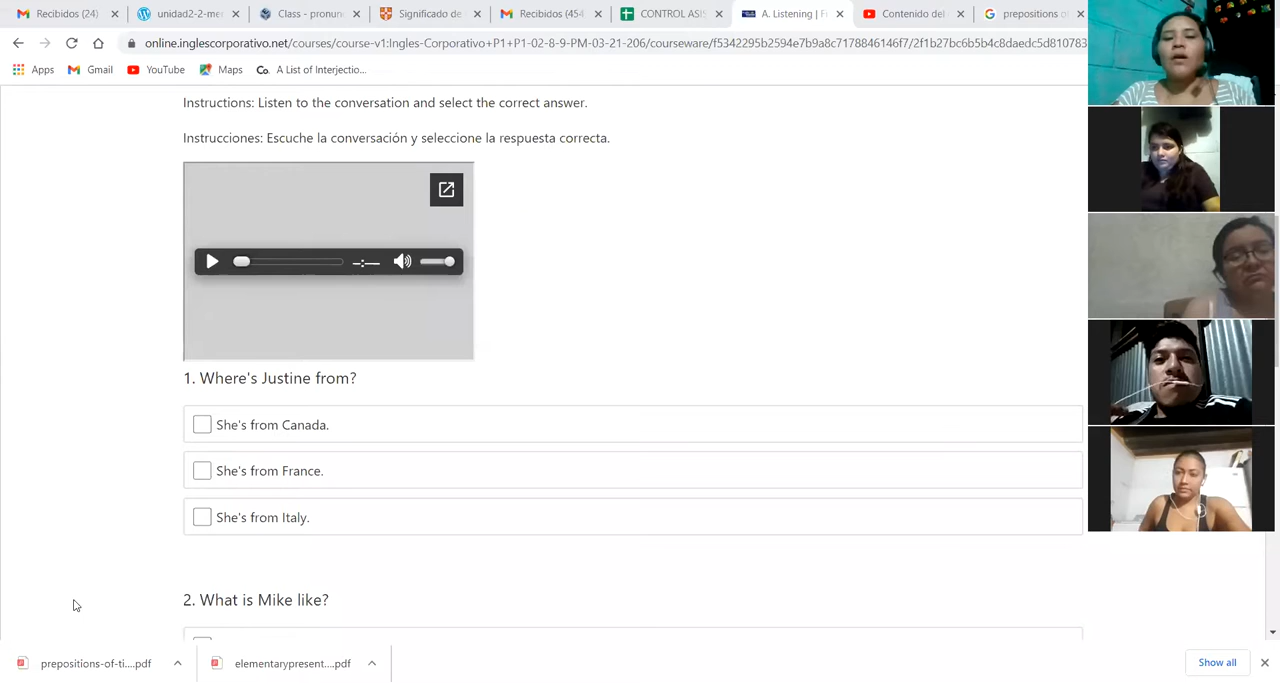 Recibidos (24)
unidad2-2-me
Class - pronun
Significado de
Recibidos (454
CONTROL ASIS
A. Listening | F
Contenido del
prepositions o
online.inglescorporativo.net/courses/course-v1:Ingles-Corporativo+P1+P1-02-8-9-PM-03-21-206/courseware/f5342295b2594e7b9a8c7178846146f7/2f1b27bc6b5b4c8daedc5d810783
Apps
Gmail
YouTube
Maps
Co.
A List of Interjectio...
Instructions: Listen to the conversation and select the correct answer.
Instrucciones: Escuche la conversación y seleccione la respuesta correcta.
-:--
1. Where's Justine from?
She's from Canada.
She's from France.
She's from Italy.
2. What is Mike like?
prepositions-of-ti....pdf
elementarypresent....pdf
Show all